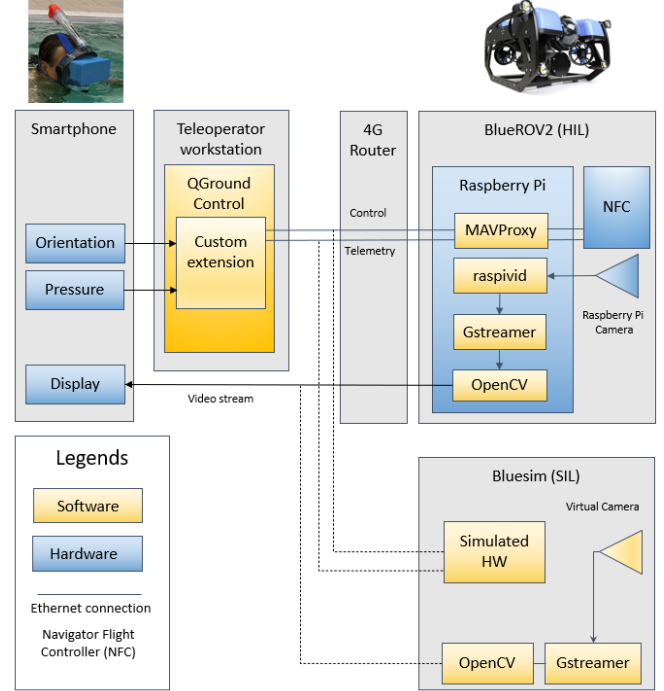 Smartphone
Orientation
Pressure
Display
Teleoperator
workstation
QGround
Control
Custom
extension
4G
Router
Control
Telemetry
Video stream
BlueROV2 (HIL)
Raspberry Pi
MAVProxy
raspivid
Gstreamer
OpenCV
NFC
Raspberry Pi
Camera
Legends
Software
Hardware
Ethernet connection
Navigator Flight
Controller (NFC)
Bluesim (SIL)
Virtual Camera
Simulated
HW
OpenCV
Gstreamer